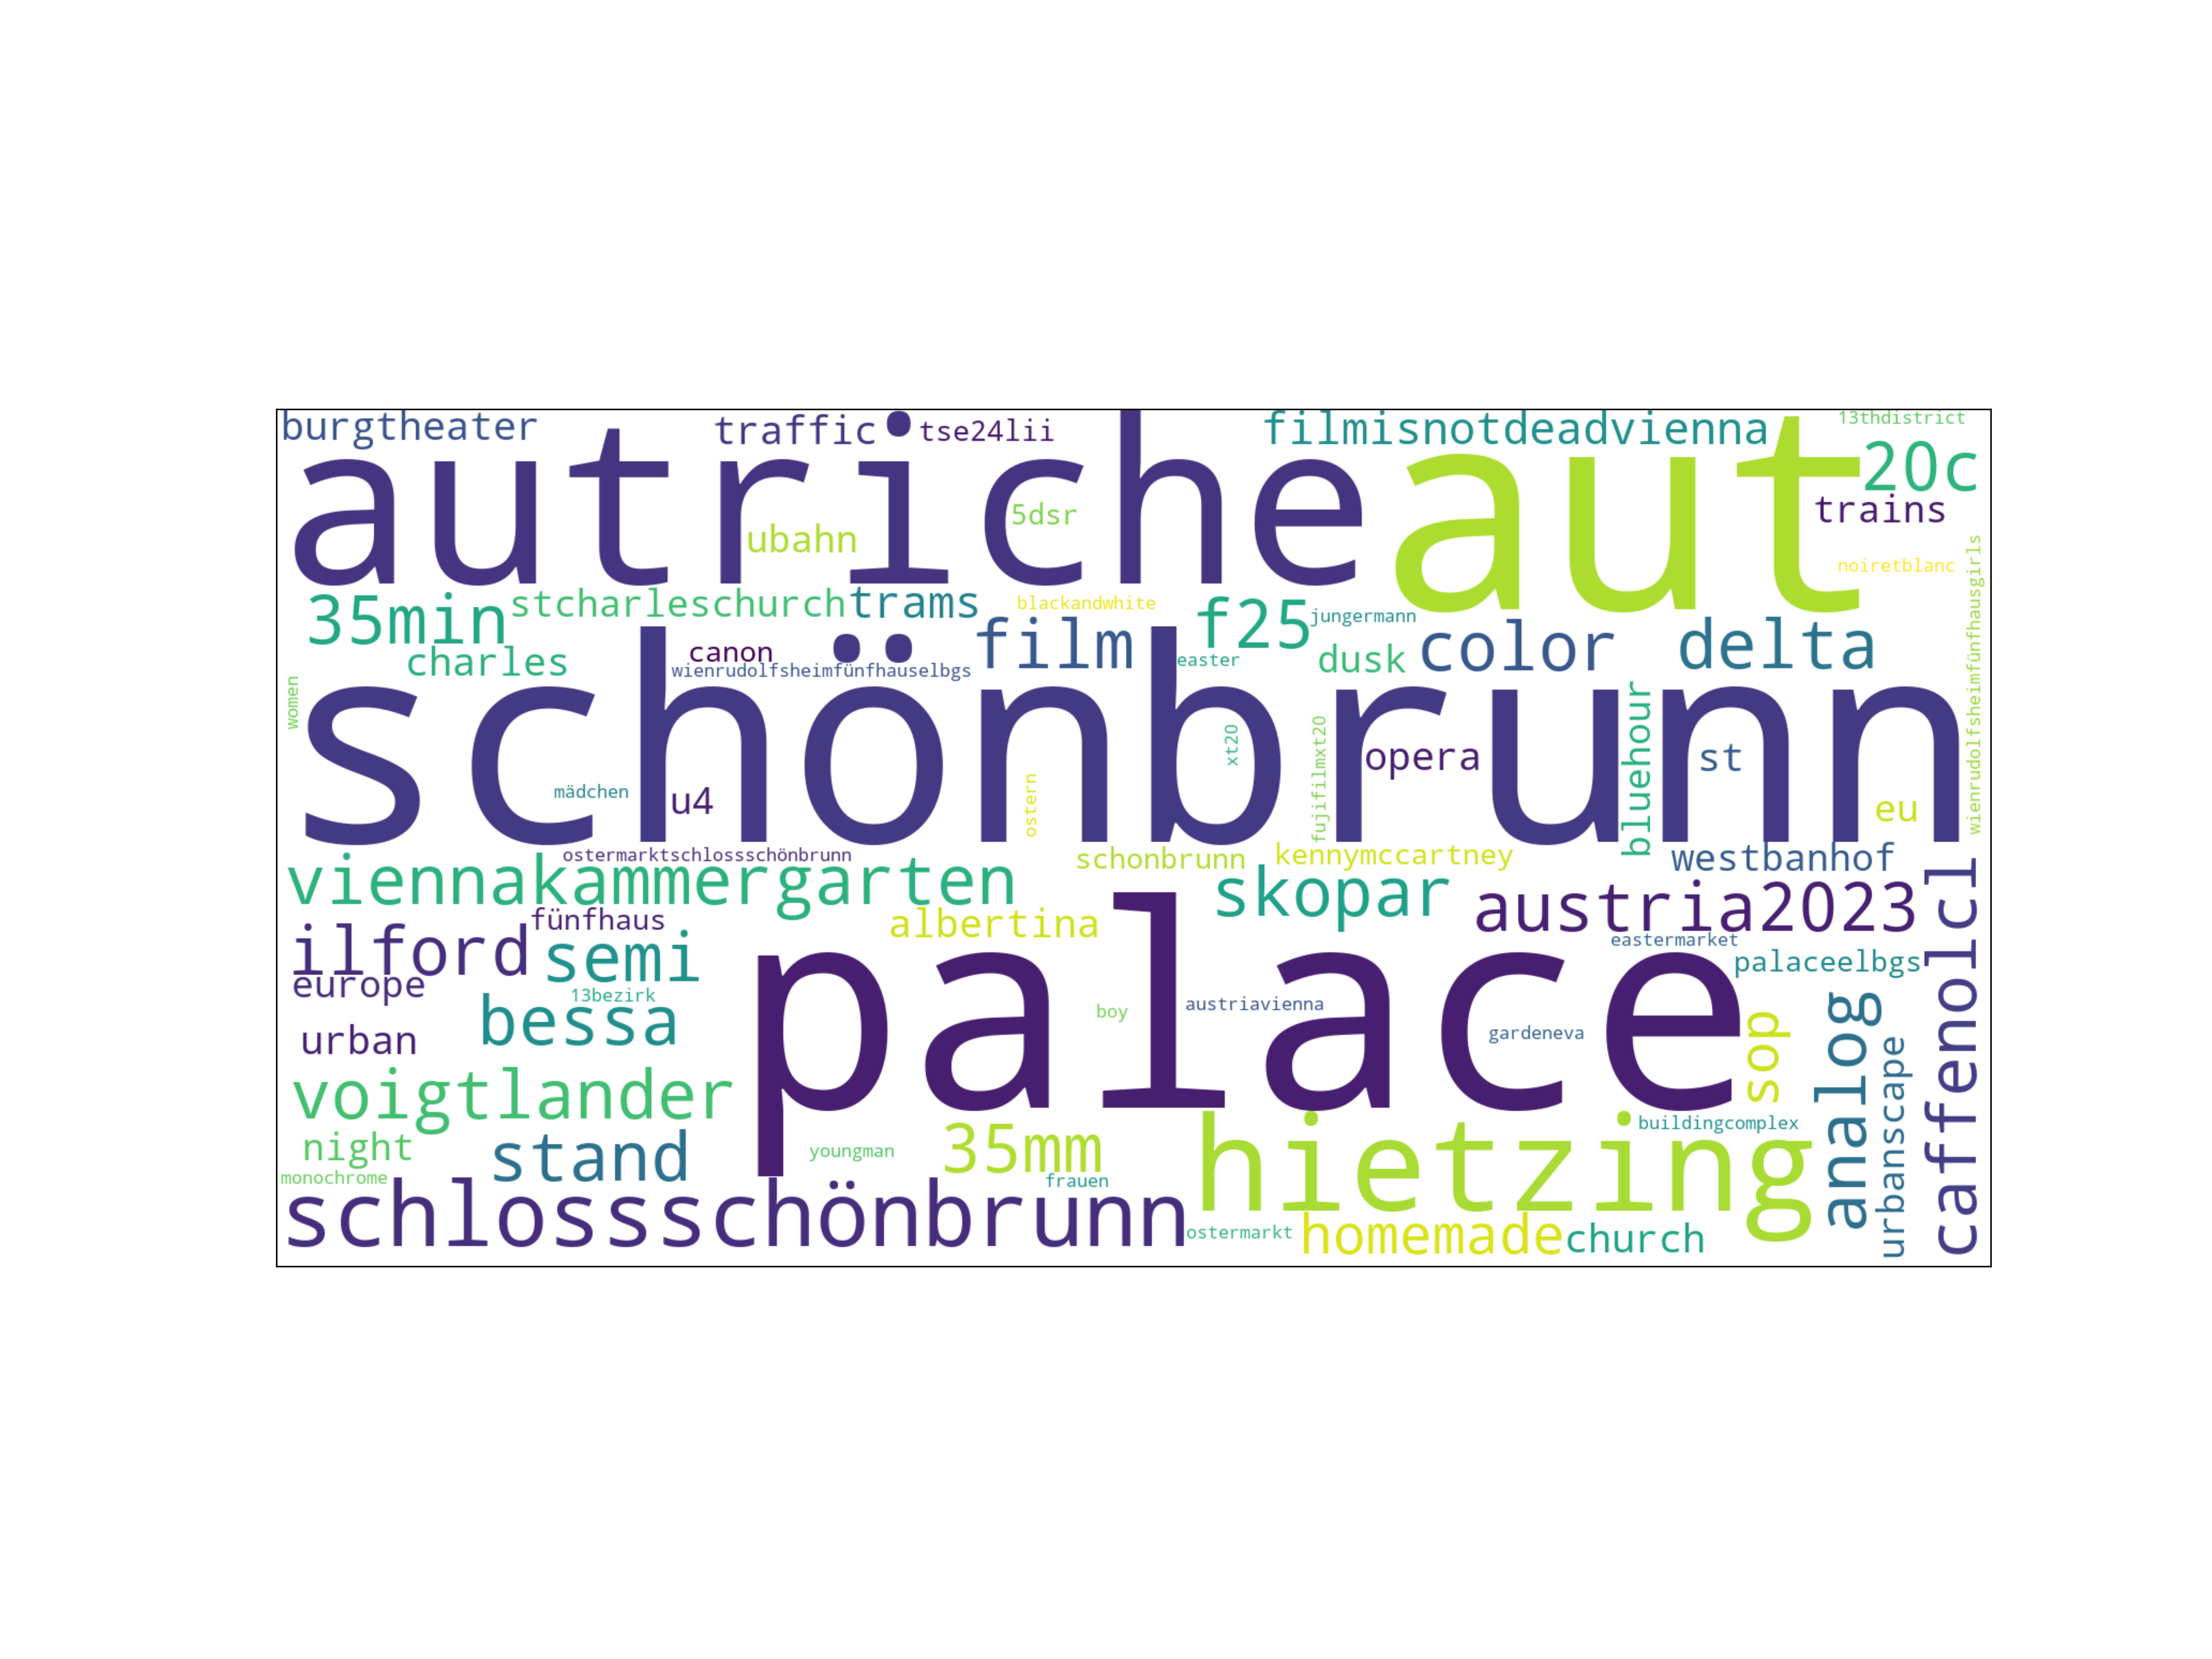 burgtheater
traffic
tse24lii
filmisnotdeadvienna
13thdistrict
autriche
aut
20c
trains
5dsr
ubahn
noiretblanc
35min
stcharleschurch
trams
blackandwhite
f25
jungermann
film
color
delta
charles
canon
easter
dusk
wienrudolfsheimfünfhauselbgs
wienrudolfsheimfünfhausgirls
women
schönbrunn
xt20
opera
st
bluehour
fujifilmxt20
mädchen
u4
ostern
eu
ostermarktschlossschönbrunn
schonbrunn
kennymccartney
westbanhof
viennakammergarten
skopar
austria2023
caffenolcl
fünfhaus
albertina
ilford
semi
eastermarket
palaceelbgs
europe
13bezirk
palace
boy
austriavienna
bessa
urban
gardeneva
sop
analog
urbanscape
voigtlander
buildingcomplex
night
stand
youngman
35mm
hietzing
monochrome
frauen
schlossschönbrunn
ostermarkt
homemade
church